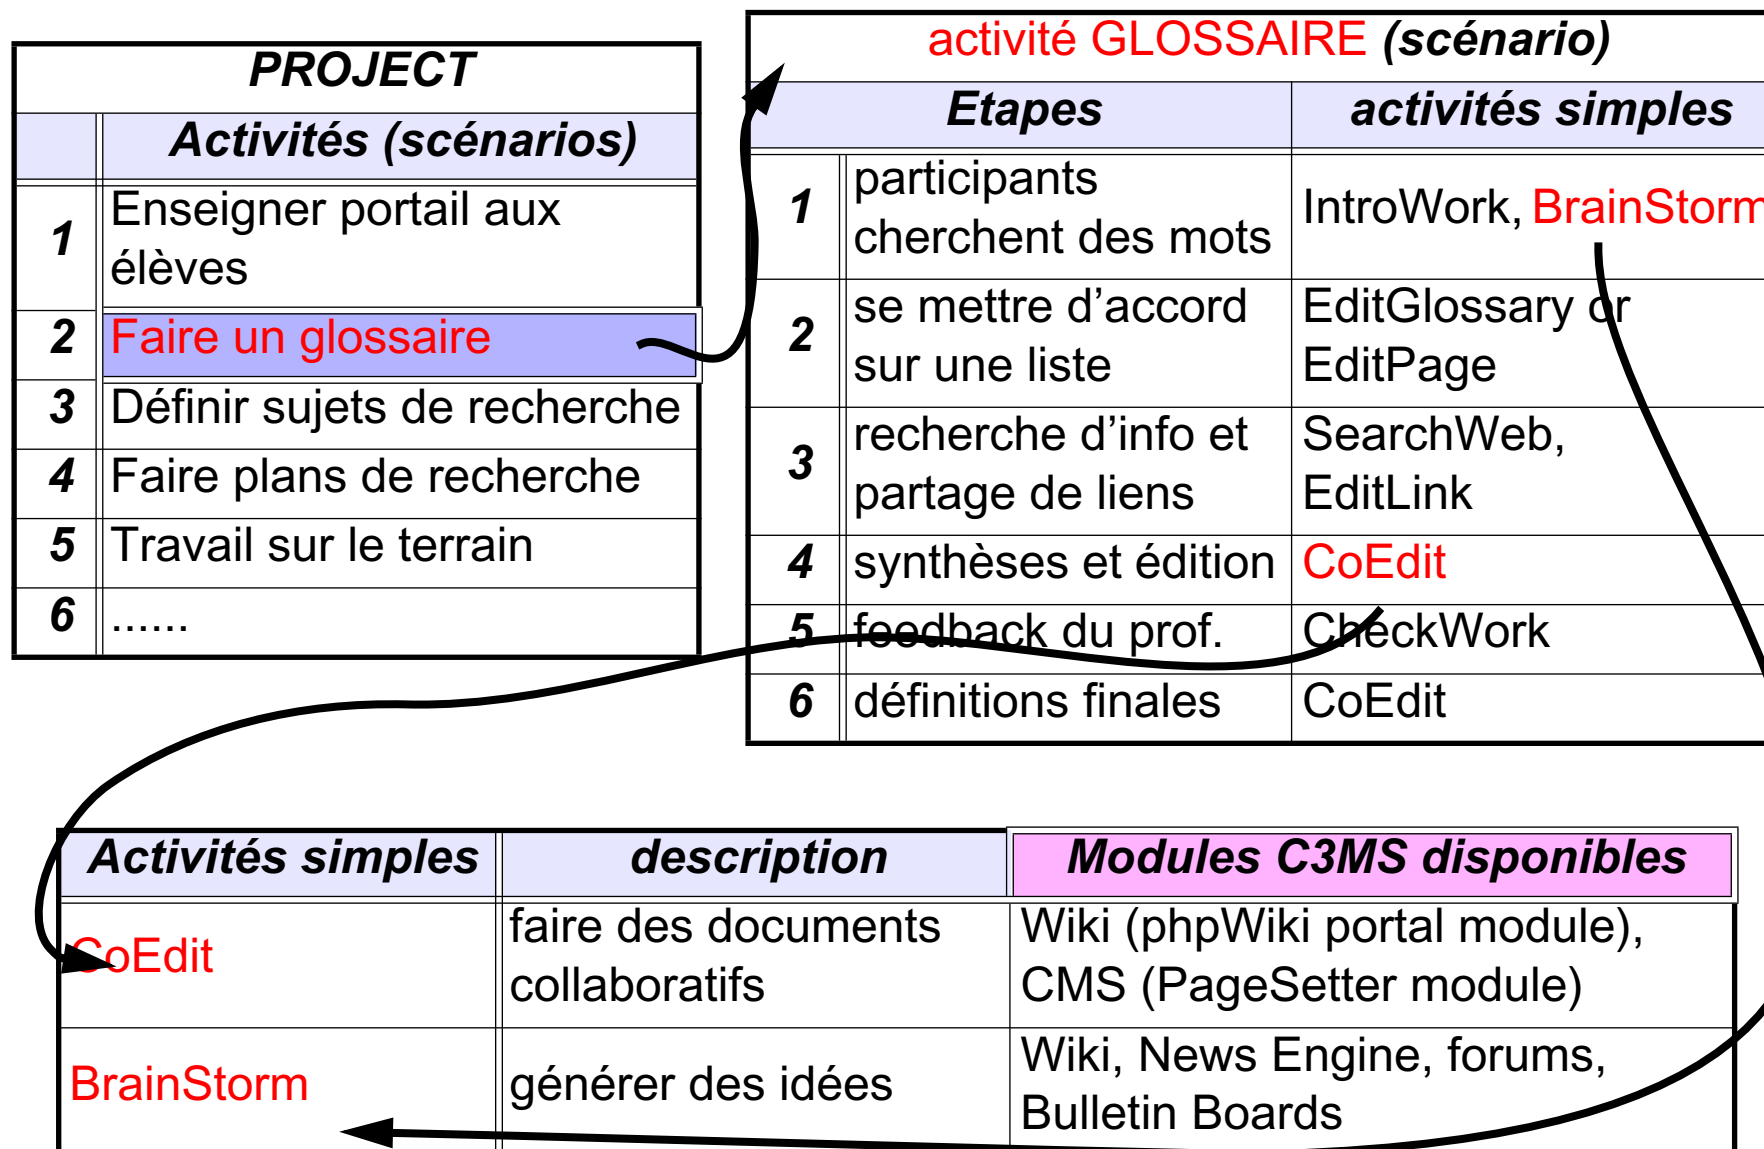 PROJECT
Activités (scénarios)
1 Enseigner portail aux
élèves
2 Faire un glossaire
3 Définir sujets de recherche
4 Faire plans de recherche
5 Travail sur le terrain
6 ......
activité GLOSSAIRE (scénario)
Etapes activités simples
1 participants
cherchent des mots
IntroWork, BrainStorm
2 se mettre d’accord
sur une liste
EditGlossary or
EditPage
3 recherche d’info et
partage de liens
SearchWeb,
EditLink
4 synthèses et édition CoEdit
5 feedback du prof. CheckWork
6 définitions finales CoEdit
Activités simples description Modules C3MS disponibles
CoEdit
faire des documents
collaboratifs
Wiki (phpWiki portal module),
CMS (PageSetter module)
BrainStorm
générer des idées
Wiki, News Engine, forums,
Bulletin Boards